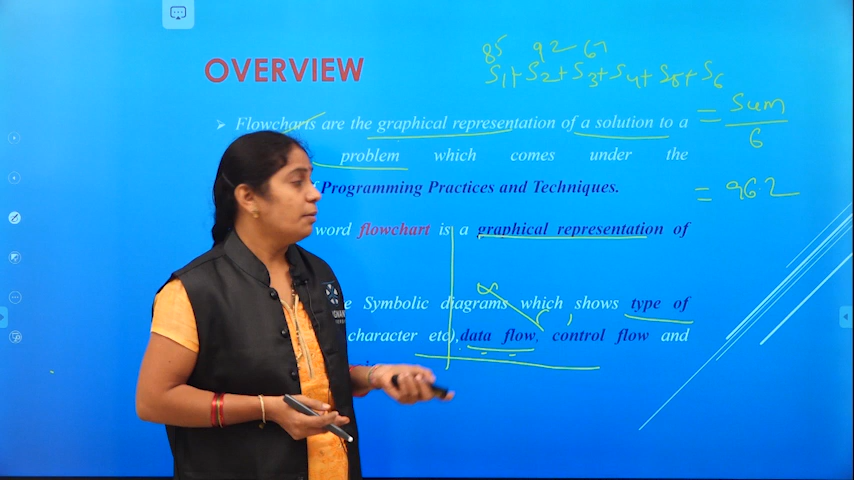 OVERVIEW
85 92 67
S1+S2+S3+S4+S5+S6
Flowcharts are the graphical representation of a solution to a
= Sum
6
problem which comes under the
Programming Practices and Techniques.
= 96.2
word flowchart is a graphical representation of
Symbolic diagrams which shows type of
character etc),data flow, control flow and